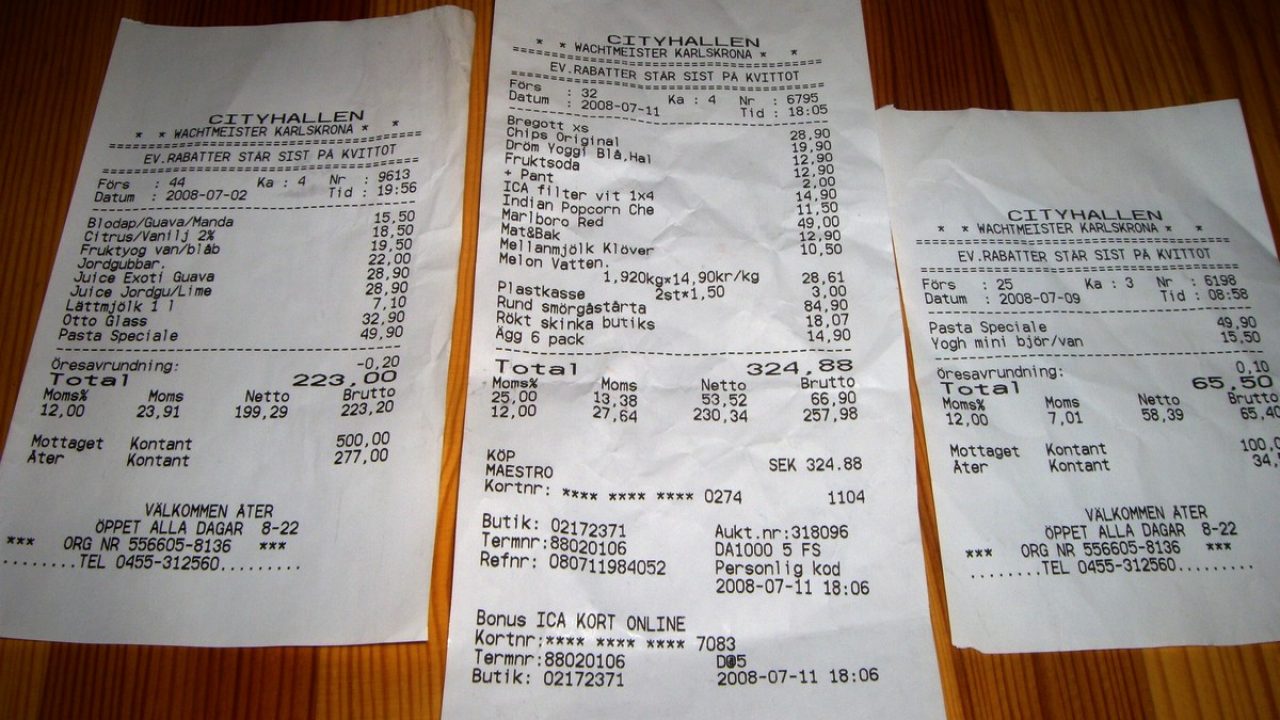 CITYHALLEN
* * WACHTMEISTER KARLSKRONA * *
EV.RABATTER STAR SIST PA KVITTOT
Förs : 44 Ka : 4 Nr : 9613
Datum : 2008-07-02 Tid : 19:56
Blodap/Guava/Manda 15,50
Citrus/Vanilj 2% 18,50
Fruktyog van/blåb 19,50
Jordgubbar. 22,00
Juice Exoti Guava 28,90
Juice Jordgu/Lime 28,90
Lättmjölk 1 l 7,10
Otto Glass 32,90
Pasta Speciale 49,90
Öresavrundning: -0,20
Total 223,00
Moms% Moms Netto Brutto
12,00 23,91 199,29 223,20
Mottaget Kontant 500,00
Ater Kontant 277,00
VÄLKOMMEN ATER
ÖPPET ALLA DAGAR 8-22
*** ORG NR 556605-8136 ***
........TEL 0455-312560.........
CITYHALLEN
* * WACHTMEISTER KARLSKRONA * *
EV.RABATTER STAR SIST PA KVITTOT
Förs : 32 Ka : 4 Nr : 6795
Datum : 2008-07-11 Tid : 18:05
Bregott xs 28,90
Chips Original 19,90
Dröm Yoggi Blå,Hal 12,90
Fruktsoda 12,90
+ Pant 2,00
ICA filter vit 1x4 14,90
Indian Popcorn Che 11,50
Marlboro Red 49,00
Mat&Bak 12,90
Mellanmjölk Klöver 10,50
Melon Vatten.
1,920kg*14,90kr/kg 28,61
Plastkasse 2st*1,50 3,00
Rund smörgåstårta 84,90
Rökt skinka butiks 18,07
Ägg 6 pack 14,90
Total 324,88
Moms% Moms Netto Brutto
25,00 13,38 53,52 66,90
12,00 27,64 230,34 257,98
KÖP SEK 324.88
MAESTRO
Kortnr: **** **** **** 0274 1104
Butik: 02172371 Aukt.nr:318096
Termnr:88020106 DA1000 5 FS
Refnr: 080711984052 Personlig kod
2008-07-11 18:06
Bonus ICA KORT ONLINE
Kortnr:**** **** **** 7083
Termnr:88020106
Butik: 02172371 2008-07-11 18:06
CITYHALLEN
* * WACHTMEISTER KARLSKRONA * *
EV.RABATTER STAR SIST PA KVITTOT
Förs : 25 Ka : 3 Nr : 6198
Datum : 2008-07-09 Tid : 08:58
Pasta Speciale 49,90
Yogh mini björ/van 15,50
Öresavrundning: 0,10
Total 65,50
Moms% Moms Netto Brutto
12,00 7,01 58,39 65,40
Mottaget Kontant 100,0
Ater Kontant 34,
VÄLKOMMEN ATER
ÖPPET ALLA DAGAR 8-22
*** ORG NR 556605-8136 ***
........TEL 0455-312560.........